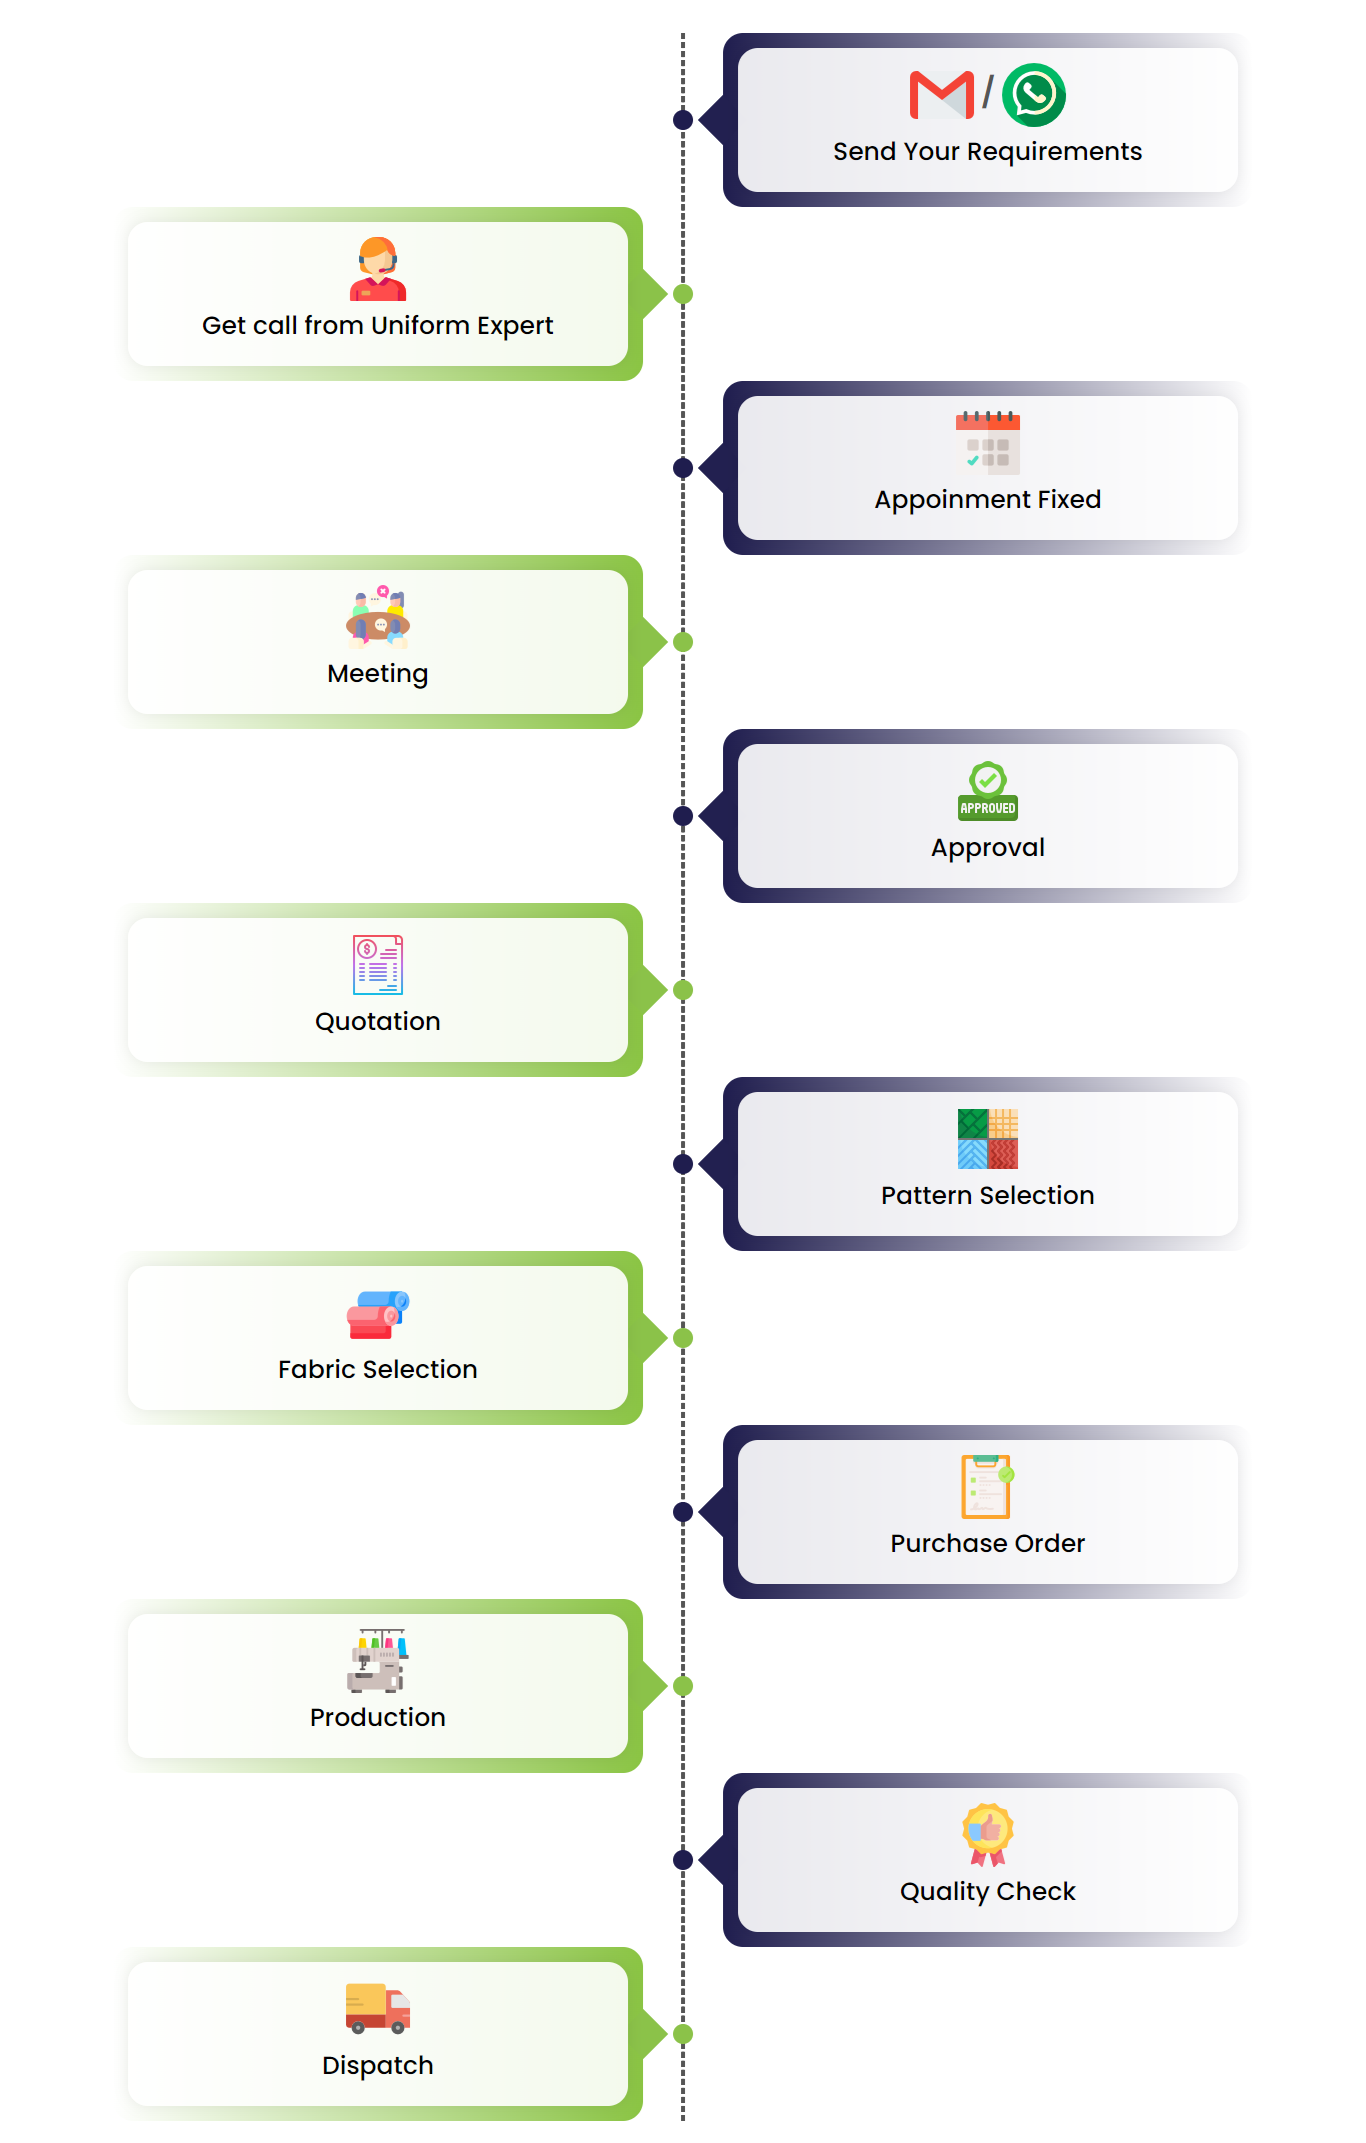 /
Send Your Requirements
Get call from Uniform Expert
Appoinment Fixed
Meeting
APPROVED
Approval
$
Quotation
Pattern Selection
Fabric Selection
Purchase Order
Production
Quality Check
Dispatch